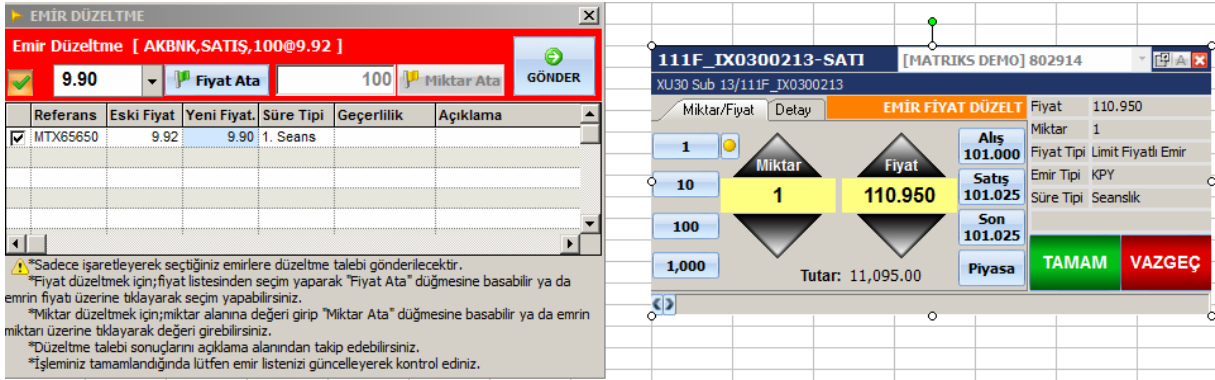 EMİR DÜZELTME
Emir Düzeltme [ AKBNK,SATIŞ,100@9.92 ]
9.90 Fiyat Ata 100 Miktar Ata GÖNDER
Referans Eski Fiyat Yeni Fiyat. Süre Tipi Geçerlilik Açıklama
MTX65650 9.92 9.90 1. Seans
*Sadece işaretleyerek seçtiğiniz emirlere düzeltme talebi gönderilecektir.
*Fiyat düzeltmek için;fiyat listesinden seçim yaparak "Fiyat Ata" düğmesine basabilir ya da
emrin fiyatı üzerine tıklayarak seçim yapabilirsiniz.
*Miktar düzeltmek için;miktar alanına değeri girip "Miktar Ata" düğmesine basabilir ya da emrin
miktarı üzerine tıklayarak değeri girebilirsiniz.
*Düzeltme talebi sonuçlarını açıklama alanından takip edebilirsiniz.
*İşleminiz tamamlandığında lütfen emir listenizi güncelleyerek kontrol ediniz.
111F_IX0300213-SATI [MATRIKS DEMO] 802914 A
XU30 Sub 13/111F_IX0300213
Miktar/Fiyat Detay EMİR FİYAT DÜZELT
1
10
100
1,000
Miktar
1
Fiyat
110.950
Tutar: 11,095.00
Alış
101.000
Satış
101.025
Son
101.025
Piyasa
Fiyat 110.950
Miktar 1
Fiyat Tipi Limit Fiyatlı Emir
Emir Tipi KPY
Süre Tipi Seanslık
TAMAM VAZGEÇ